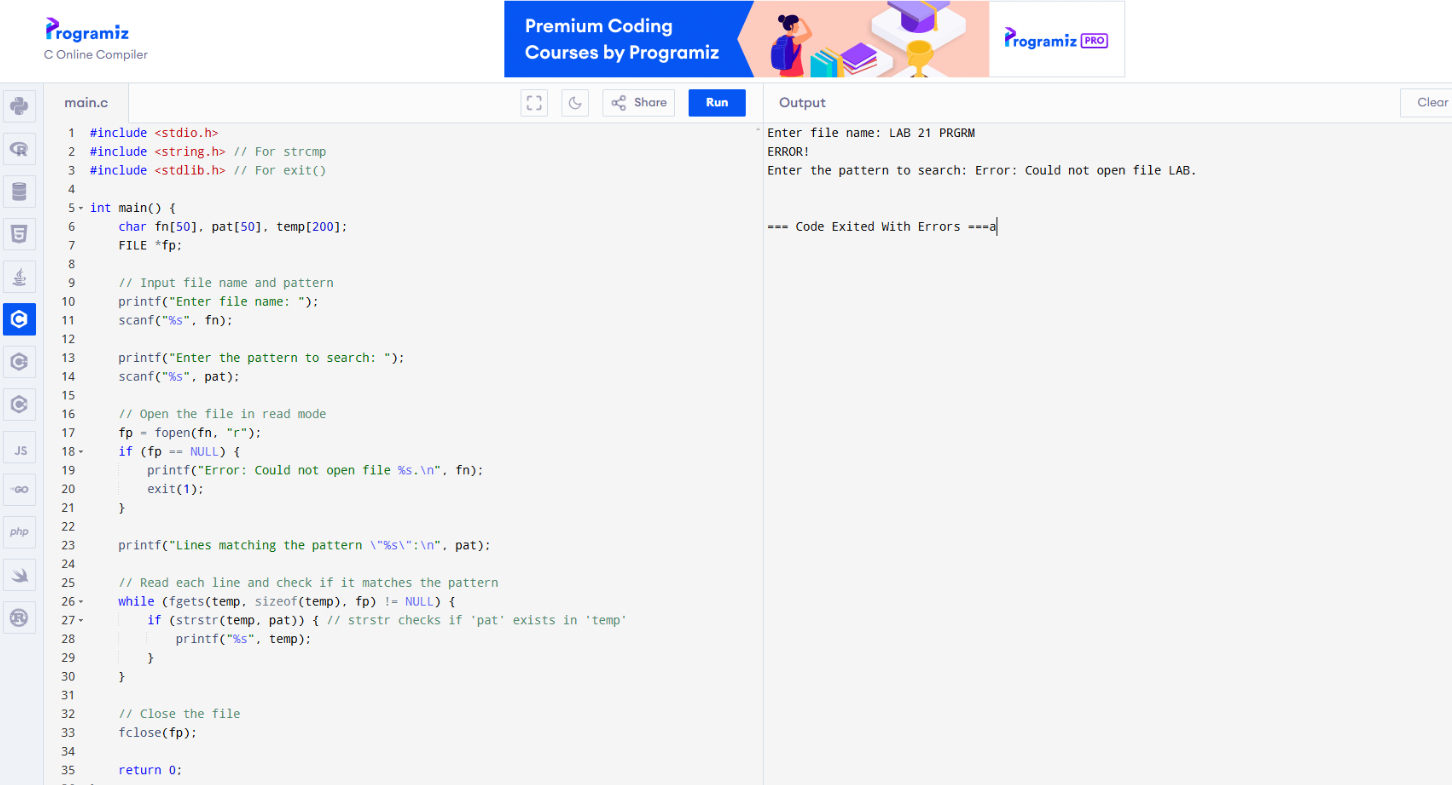 Programiz
C Online Compiler
Premium Coding
Courses by Programiz
Programiz PRO
main.c
Share
Run
Output
Clear
1 #include <stdio.h>
2 #include <string.h> // For strcmp
3 #include <stdlib.h> // For exit()
4
5 int main() {
6     char fn[50], pat[50], temp[200];
7     FILE *fp;
8
9     // Input file name and pattern
10     printf("Enter file name: ");
11     scanf("%s", fn);
12
13     printf("Enter the pattern to search: ");
14     scanf("%s", pat);
15
16     // Open the file in read mode
17     fp = fopen(fn, "r");
18     if (fp == NULL) {
19         printf("Error: Could not open file %s.\n", fn);
20         exit(1);
21     }
22
23     printf("Lines matching the pattern \"%s\":\n", pat);
24
25     // Read each line and check if it matches the pattern
26     while (fgets(temp, sizeof(temp), fp) != NULL) {
27         if (strstr(temp, pat)) { // strstr checks if 'pat' exists in 'temp'
28             printf("%s", temp);
29         }
30     }
31
32     // Close the file
33     fclose(fp);
34
35     return 0;
Enter file name: LAB 21 PRGRM
ERROR!
Enter the pattern to search: Error: Could not open file LAB.
=== Code Exited With Errors ===a
JS
GO
php